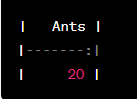 |   Ants |
|-------:|
|     20 |